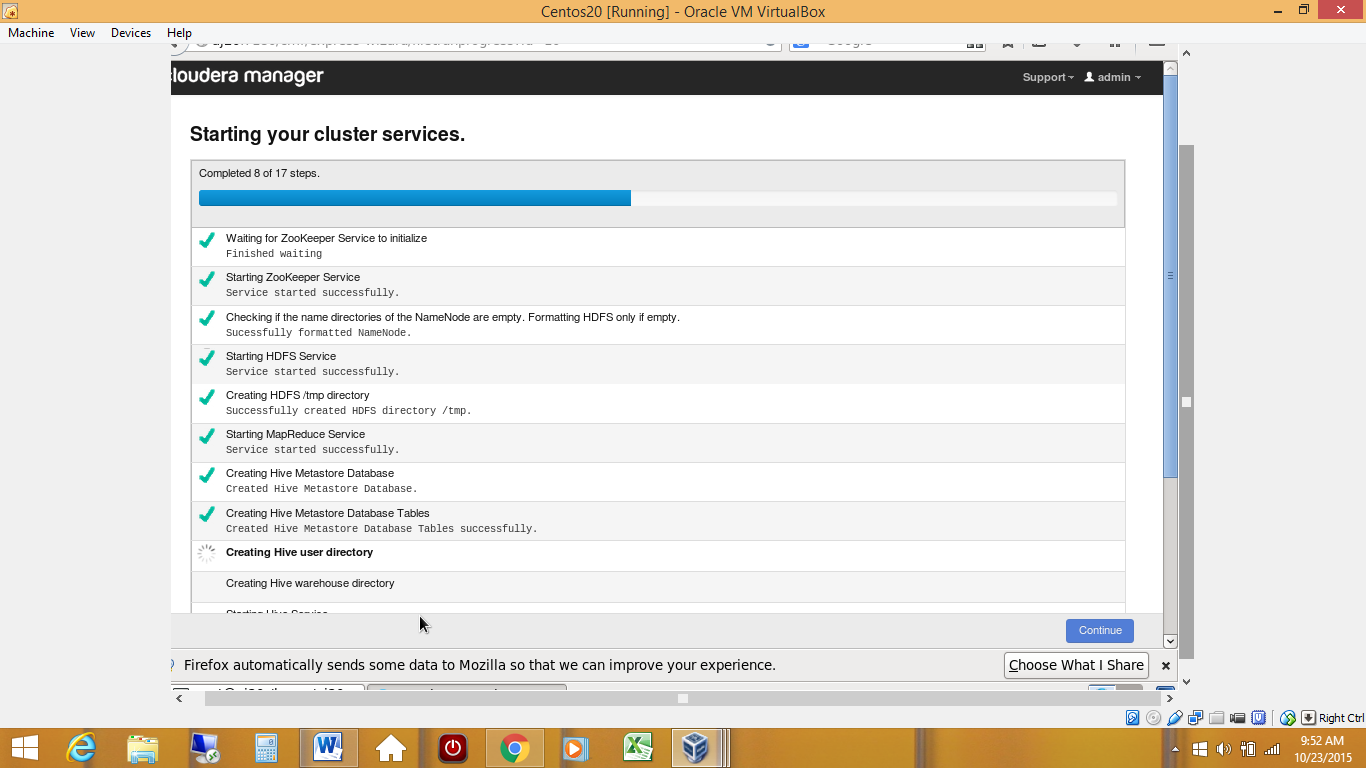 Centos20 [Running] - Oracle VM VirtualBox
Machine View Devices Help
cloudera manager
Support admin
Starting your cluster services.
Completed 8 of 17 steps.
Waiting for ZooKeeper Service to initialize
Finished waiting
Starting ZooKeeper Service
Service started successfully.
Checking if the name directories of the NameNode are empty. Formatting HDFS only if empty.
Sucessfully formatted NameNode.
Starting HDFS Service
Service started successfully.
Creating HDFS /tmp directory
Successfully created HDFS directory /tmp.
Starting MapReduce Service
Service started successfully.
Creating Hive Metastore Database
Created Hive Metastore Database.
Creating Hive Metastore Database Tables
Created Hive Metastore Database Tables successfully.
Creating Hive user directory
Creating Hive warehouse directory
Starting Hive Service
Continue
Firefox automatically sends some data to Mozilla so that we can improve your experience.
Choose What I Share
Right Ctrl
9:52 AM
10/23/2015